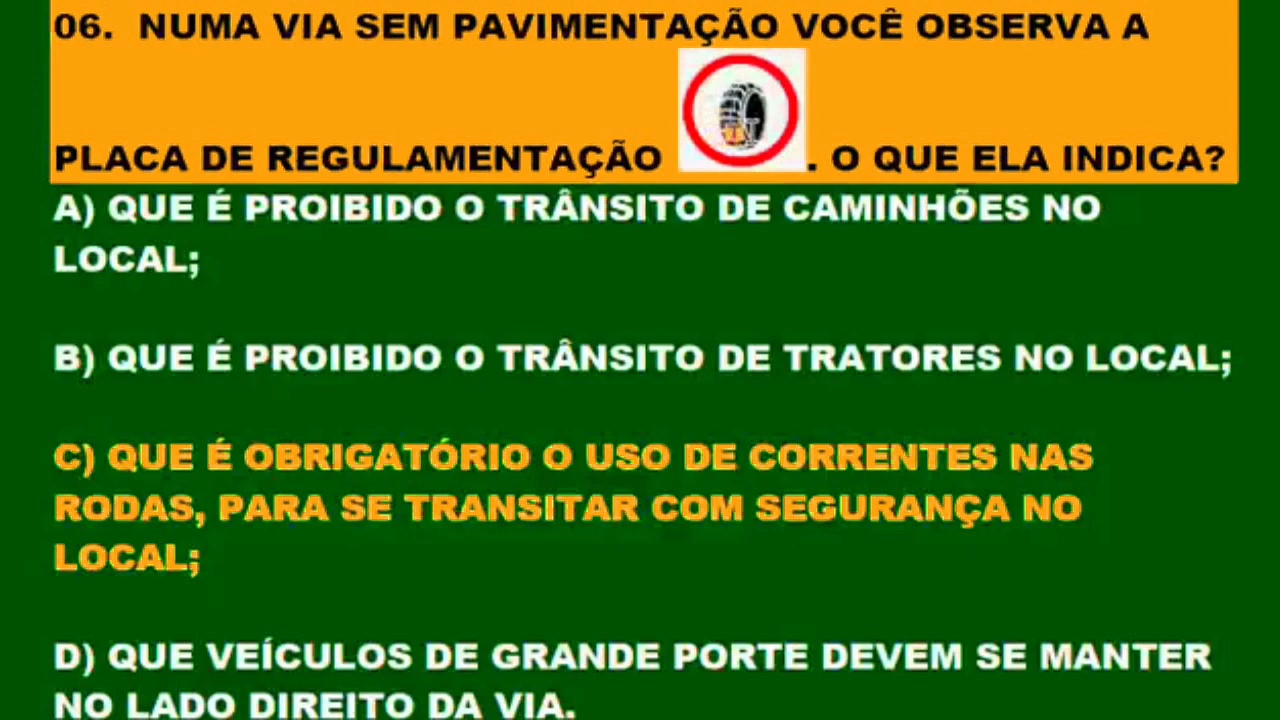 06. NUMA VIA SEM PAVIMENTAÇÃO VOCÊ OBSERVA A
PLACA DE REGULAMENTAÇÃO . O QUE ELA INDICA?
A) QUE É PROIBIDO O TRÂNSITO DE CAMINHÕES NO
LOCAL;
B) QUE É PROIBIDO O TRÂNSITO DE TRATORES NO LOCAL;
C) QUE É OBRIGATÓRIO O USO DE CORRENTES NAS
RODAS, PARA SE TRANSITAR COM SEGURANÇA NO
LOCAL;
D) QUE VEÍCULOS DE GRANDE PORTE DEVEM SE MANTER
NO LADO DIREITO DA VIA.